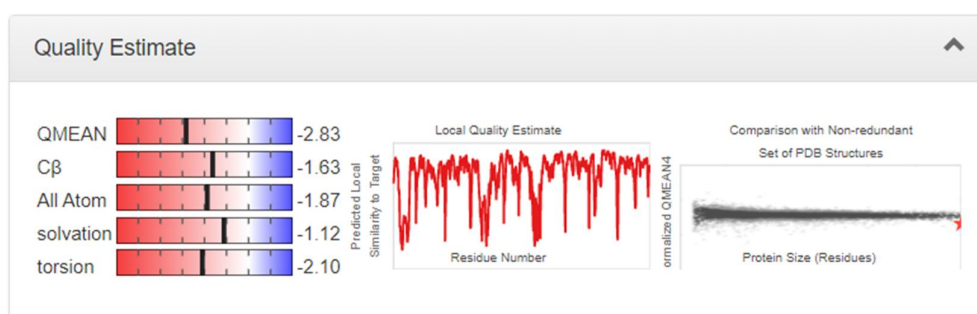 Quality Estimate
QMEAN -2.83
Cβ -1.63
All Atom -1.87
solvation -1.12
torsion -2.10
Local Quality Estimate
Predicted Local
Similarity to Target
Residue Number
Comparison with Non-redundant
Set of PDB Structures
ormalized QMEAN4
Protein Size (Residues)